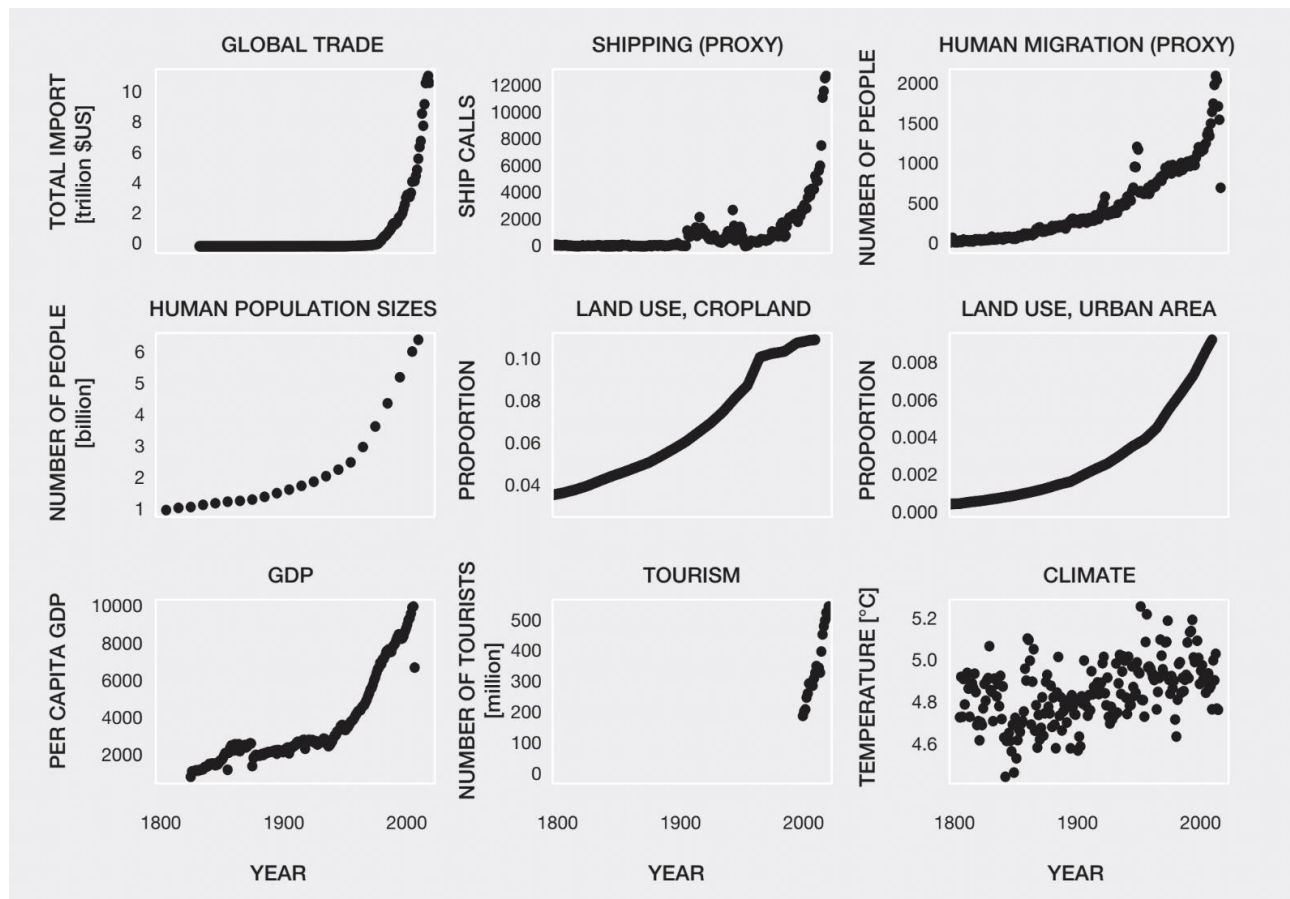 GLOBAL TRADE
TOTAL IMPORT
[trillion $US]
10
8
6
4
2
0
SHIPPING (PROXY)
SHIP CALLS
12000
10000
8000
6000
4000
2000
0
HUMAN MIGRATION (PROXY)
NUMBER OF PEOPLE
2000
1500
1000
500
0
HUMAN POPULATION SIZES
NUMBER OF PEOPLE
[billion]
6
5
4
3
2
1
LAND USE, CROPLAND
PROPORTION
0.10
0.08
0.06
0.04
LAND USE, URBAN AREA
PROPORTION
0.008
0.006
0.004
0.002
0.000
GDP
PER CAPITA GDP
10000
8000
6000
4000
2000
1800 1900 2000
YEAR
TOURISM
NUMBER OF TOURISTS
[million]
500
400
300
200
100
0
1800 1900 2000
YEAR
CLIMATE
TEMPERATURE [°C]
5.2
5.0
4.8
4.6
1800 1900 2000
YEAR